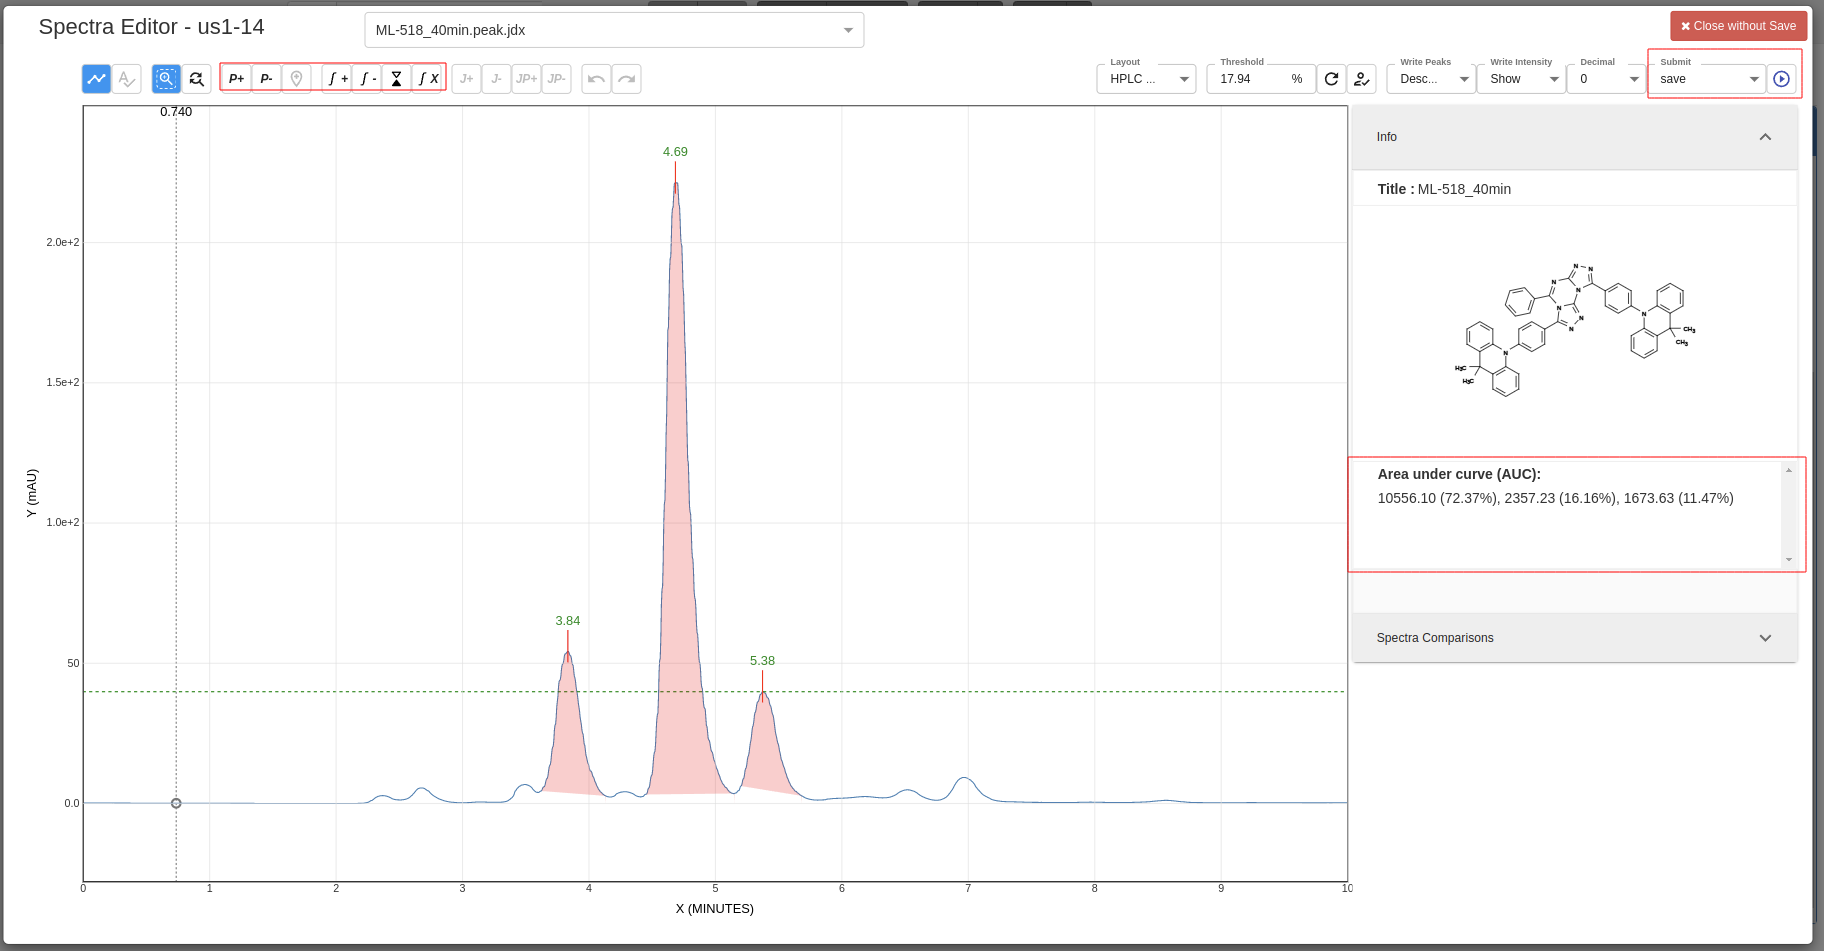 Spectra Editor - us1-14
ML-518_40min.peak.jdx
✖ Close without Save
P+ P- ∫ + ∫ - ∫ X J+ J- JP+ JP-
Layout
HPLC ...
Threshold
17.94 %
Write Peaks
Desc...
Write Intensity
Show
Decimal
0
Submit
save
0.740
4.69
3.84
5.38
2.0e+2
1.5e+2
1.0e+2
50
0.0
Y (mAU)
0 1 2 3 4 5 6 7 8 9 10
X (MINUTES)
Info
Title : ML-518_40min
N N
N
N
N
N
N
N
N
N
CH3
CH3
H3C
H3C
Area under curve (AUC):
10556.10 (72.37%), 2357.23 (16.16%), 1673.63 (11.47%)
Spectra Comparisons